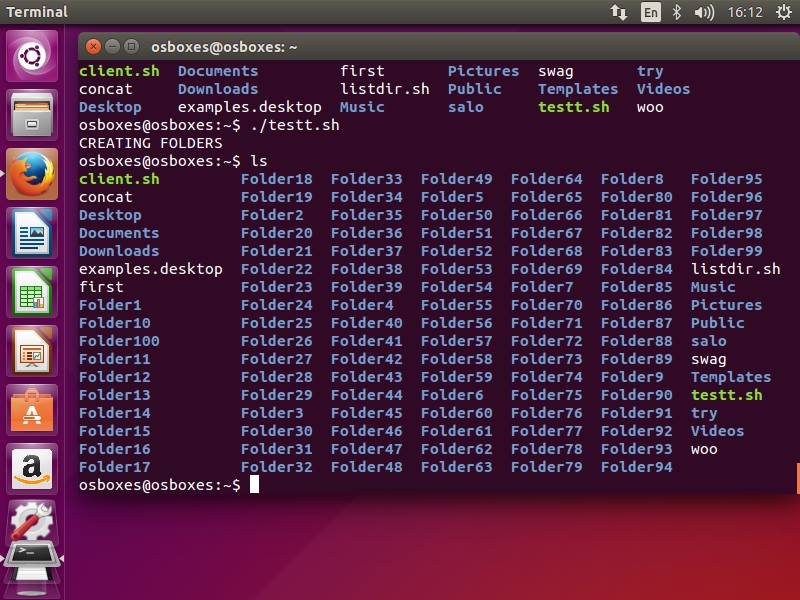 Terminal En 16:12
osboxes@osboxes: ~
client.sh Documents first Pictures swag try
concat Downloads listdir.sh Public Templates Videos
Desktop examples.desktop Music salo testt.sh woo
osboxes@osboxes:~$ ./testt.sh
CREATING FOLDERS
osboxes@osboxes:~$ ls
client.sh Folder18 Folder33 Folder49 Folder64 Folder8 Folder95
concat Folder19 Folder34 Folder5 Folder65 Folder80 Folder96
Desktop Folder2 Folder35 Folder50 Folder66 Folder81 Folder97
Documents Folder20 Folder36 Folder51 Folder67 Folder82 Folder98
Downloads Folder21 Folder37 Folder52 Folder68 Folder83 Folder99
examples.desktop Folder22 Folder38 Folder53 Folder69 Folder84 listdir.sh
first Folder23 Folder39 Folder54 Folder7 Folder85 Music
Folder1 Folder24 Folder4 Folder55 Folder70 Folder86 Pictures
Folder10 Folder25 Folder40 Folder56 Folder71 Folder87 Public
Folder100 Folder26 Folder41 Folder57 Folder72 Folder88 salo
Folder11 Folder27 Folder42 Folder58 Folder73 Folder89 swag
Folder12 Folder28 Folder43 Folder59 Folder74 Folder9 Templates
Folder13 Folder29 Folder44 Folder6 Folder75 Folder90 testt.sh
Folder14 Folder3 Folder45 Folder60 Folder76 Folder91 try
Folder15 Folder30 Folder46 Folder61 Folder77 Folder92 Videos
Folder16 Folder31 Folder47 Folder62 Folder78 Folder93 woo
Folder17 Folder32 Folder48 Folder63 Folder79 Folder94
osboxes@osboxes:~$